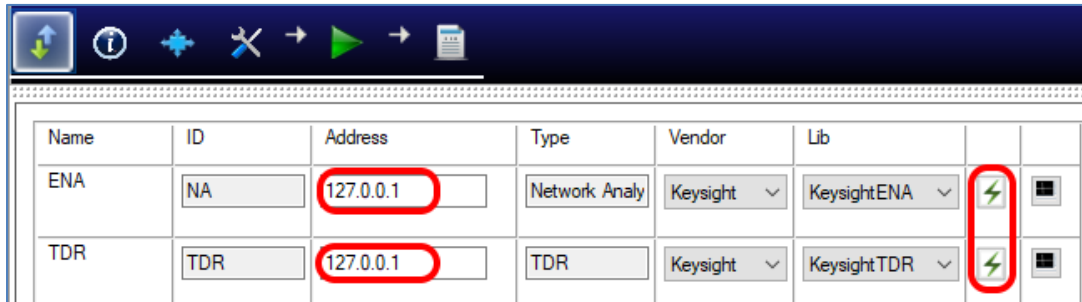 Name ID Address Type Vendor Lib
ENA NA 127.0.0.1 Network Analy Keysight KeysightENA
TDR TDR 127.0.0.1 TDR Keysight KeysightTDR